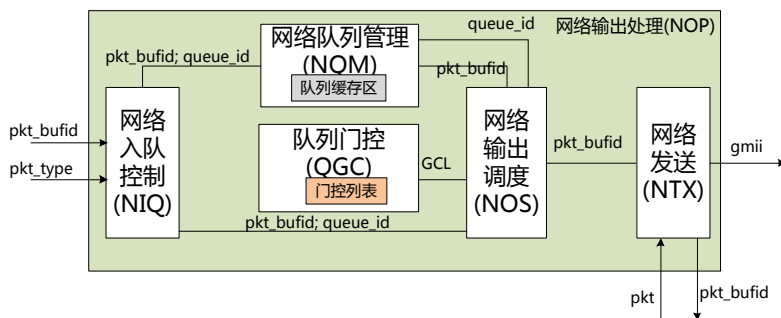 queue_id
网络输出处理(NOP)
网络队列管理
(NQM)
队列缓存区
pkt_bufid; queue_id
pkt_bufid
pkt_bufid
pkt_type
网络
入队
控制
(NIQ)
队列门控
(QGC)
门控列表
GCL
网络
输出
调度
(NOS)
pkt_bufid
网络
发送
(NTX)
gmii
pkt_bufid; queue_id
pkt
pkt_bufid